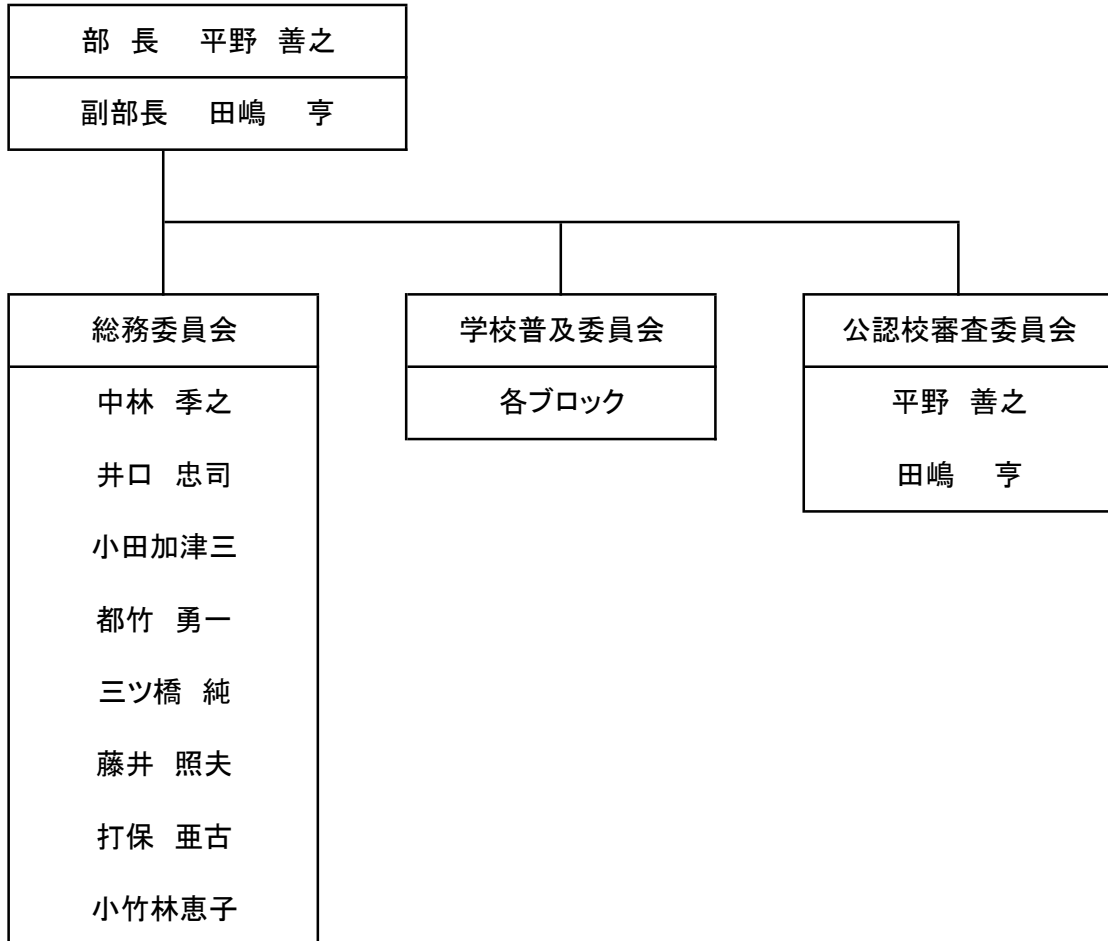 部 長 平野 善之
副部長 田嶋 亨
総務委員会
中林 季之
井口 忠司
小田加津三
都竹 勇一
三ツ橋 純
藤井 照夫
打保 亜古
小竹林恵子
学校普及委員会
各ブロック
公認校審査委員会
平野 善之
田嶋 亨